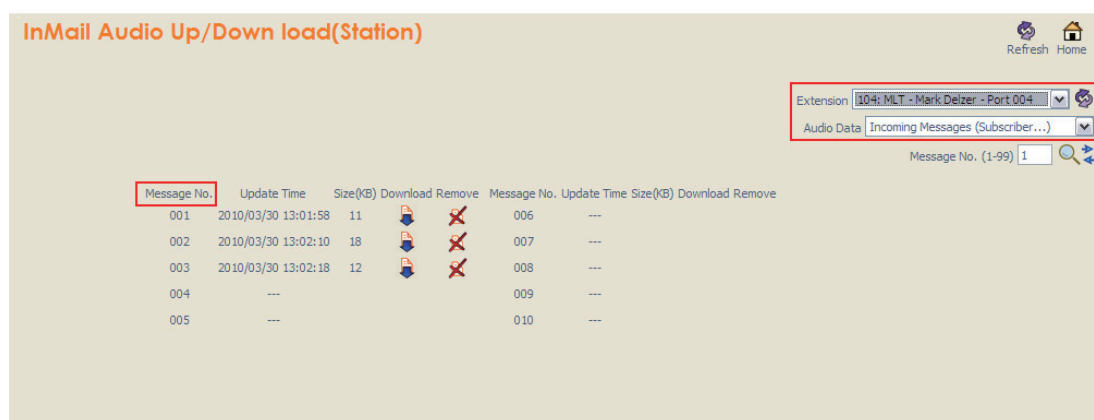 InMail Audio Up/Down load(Station)
Refresh Home
Extension 104: MLT - Mark Delzer - Port 004
Audio Data Incoming Messages (Subscriber...)
Message No. (1-99) 1
Message No. Update Time Size(KB) Download Remove Message No. Update Time Size(KB) Download Remove
001 2010/03/30 13:01:58 11 006 ---
002 2010/03/30 13:02:10 18 007 ---
003 2010/03/30 13:02:18 12 008 ---
004 --- 009 ---
005 --- 010 ---